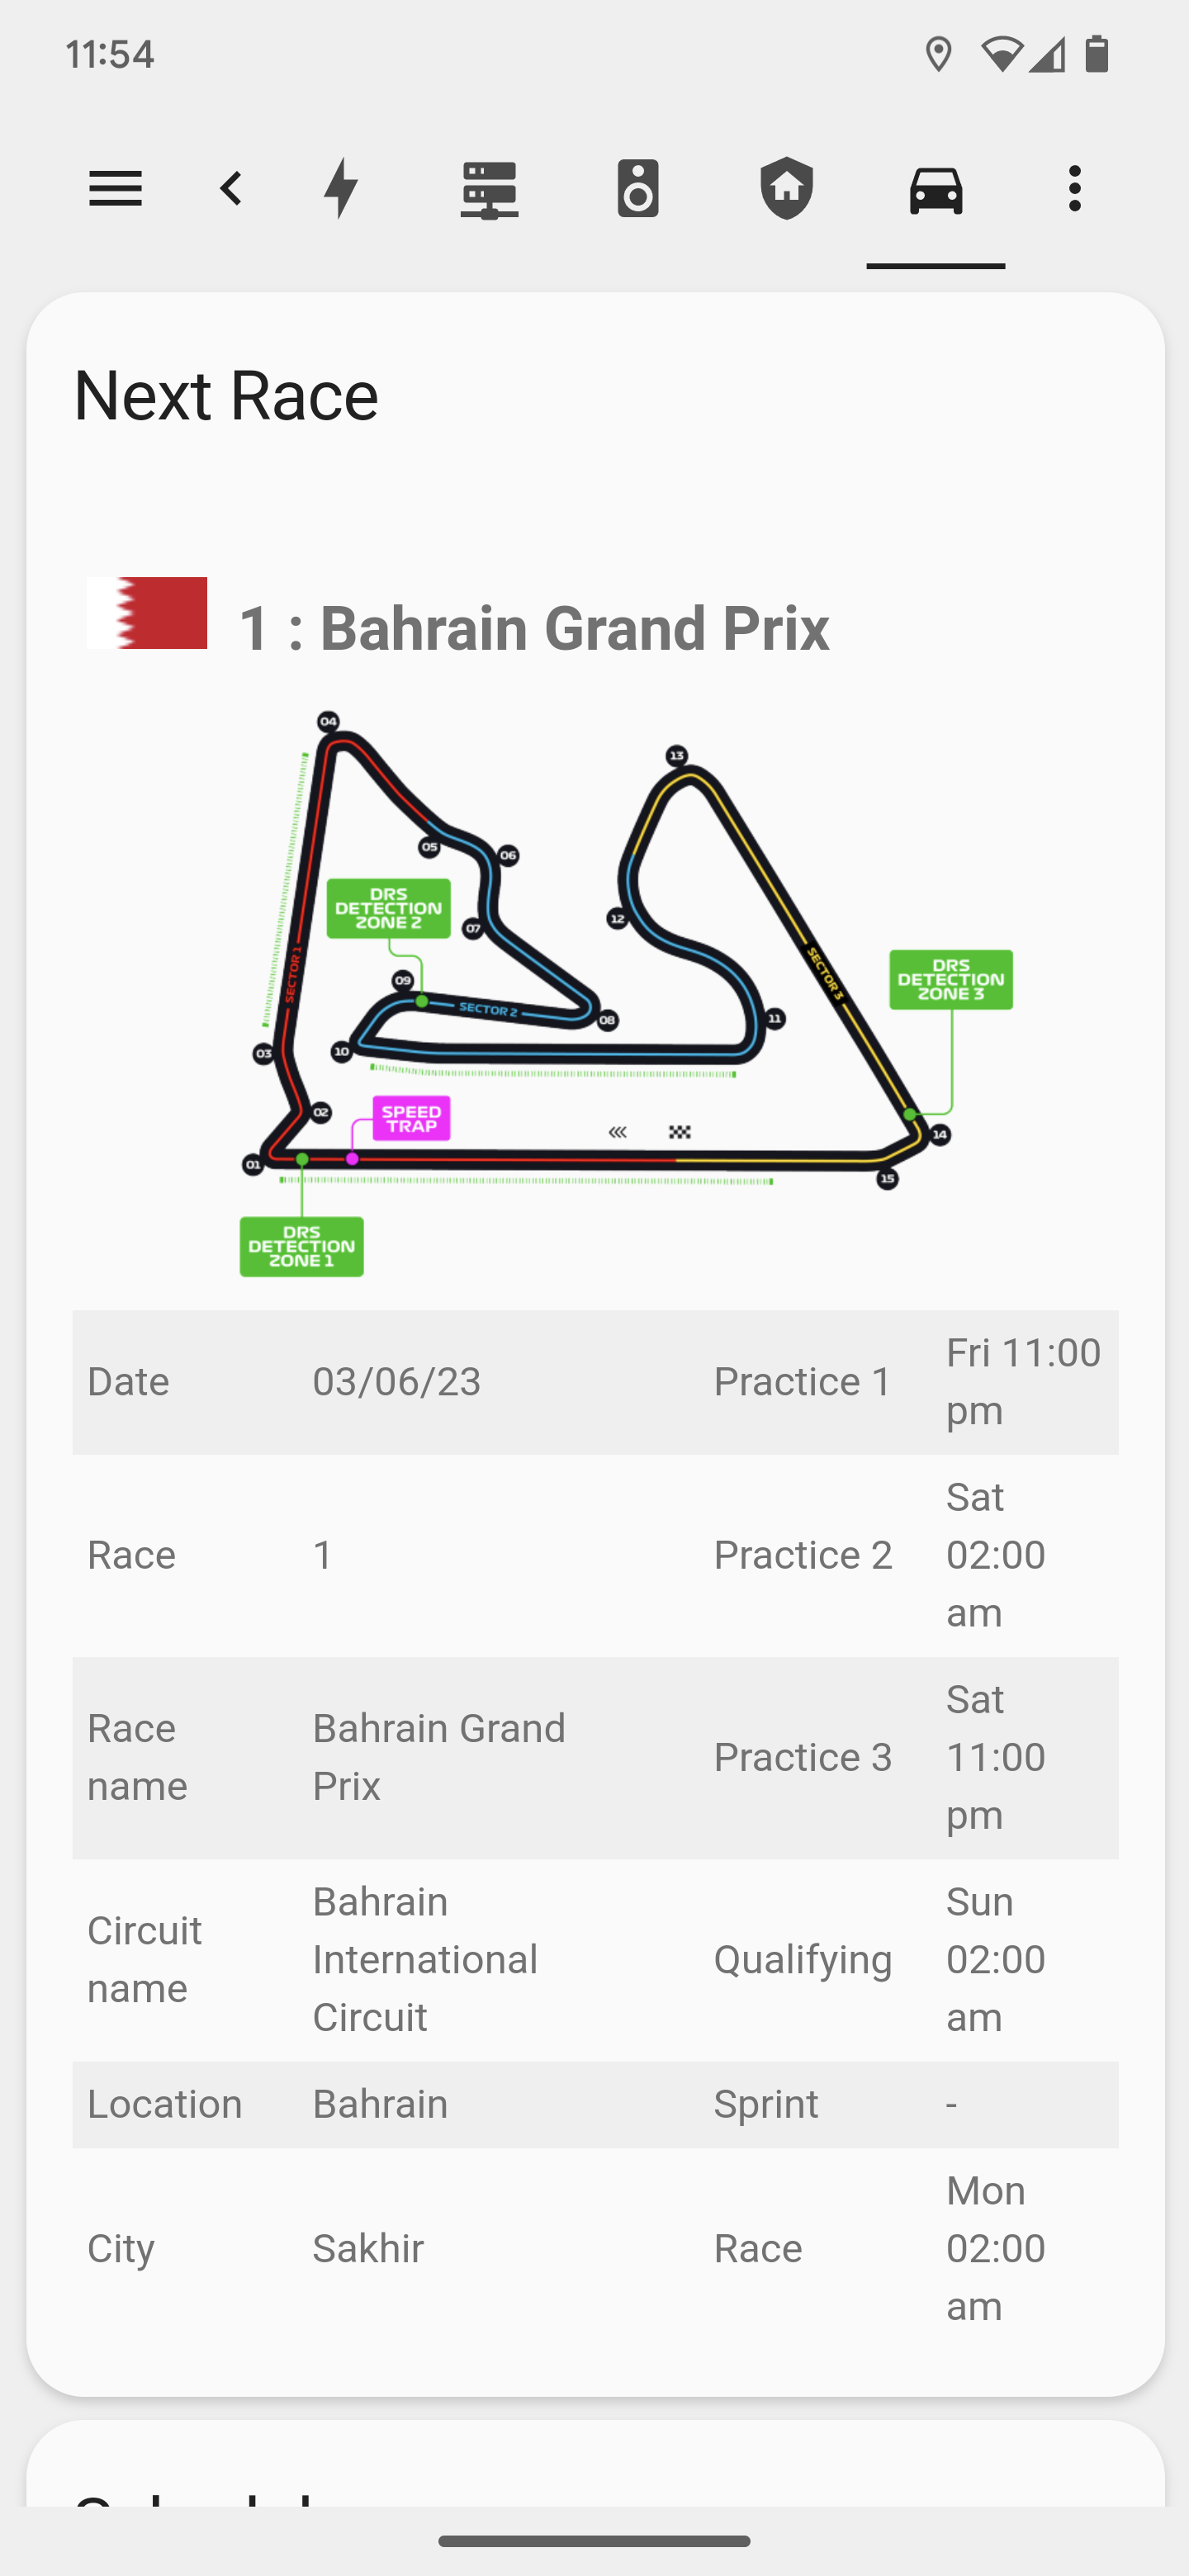 11:54
Next Race
1 : Bahrain Grand Prix
04
13
05
06
DRS
DETECTION
ZONE 2
07
12
SECTOR 1
SECTOR 3
DRS
DETECTION
ZONE 3
09
SECTOR 2
08
11
03
10
02
SPEED
TRAP
14
01
15
DRS
DETECTION
ZONE 1
Date
03/06/23
Practice 1
Fri 11:00
pm
Race
1
Practice 2
Sat
02:00
am
Race
name
Bahrain Grand
Prix
Practice 3
Sat
11:00
pm
Circuit
name
Bahrain
International
Circuit
Qualifying
Sun
02:00
am
Location
Bahrain
Sprint
-
City
Sakhir
Race
Mon
02:00
am